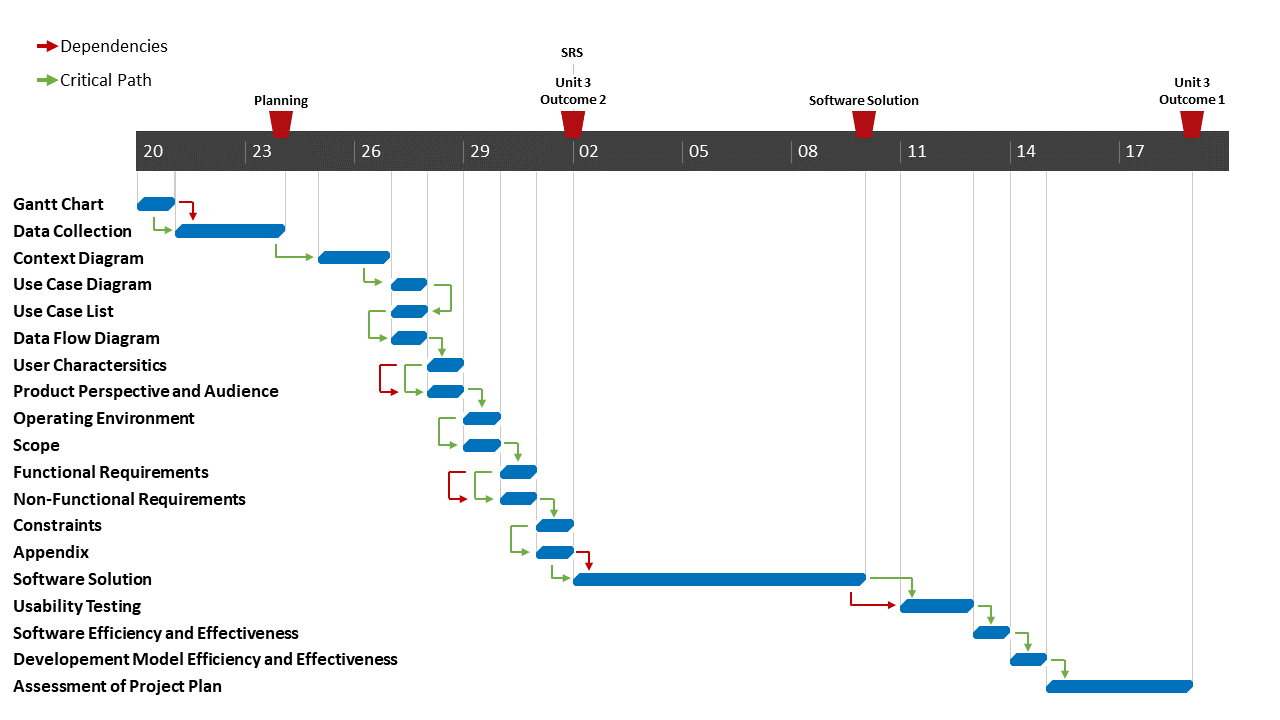 Dependencies
Critical Path
SRS
Unit 3
Outcome 2
Planning
Software Solution
Unit 3
Outcome 1
20 23 26 29 02 05 08 11 14 17
Gantt Chart
Data Collection
Context Diagram
Use Case Diagram
Use Case List
Data Flow Diagram
User Charactersitics
Product Perspective and Audience
Operating Environment
Scope
Functional Requirements
Non-Functional Requirements
Constraints
Appendix
Software Solution
Usability Testing
Software Efficiency and Effectiveness
Developement Model Efficiency and Effectiveness
Assessment of Project Plan